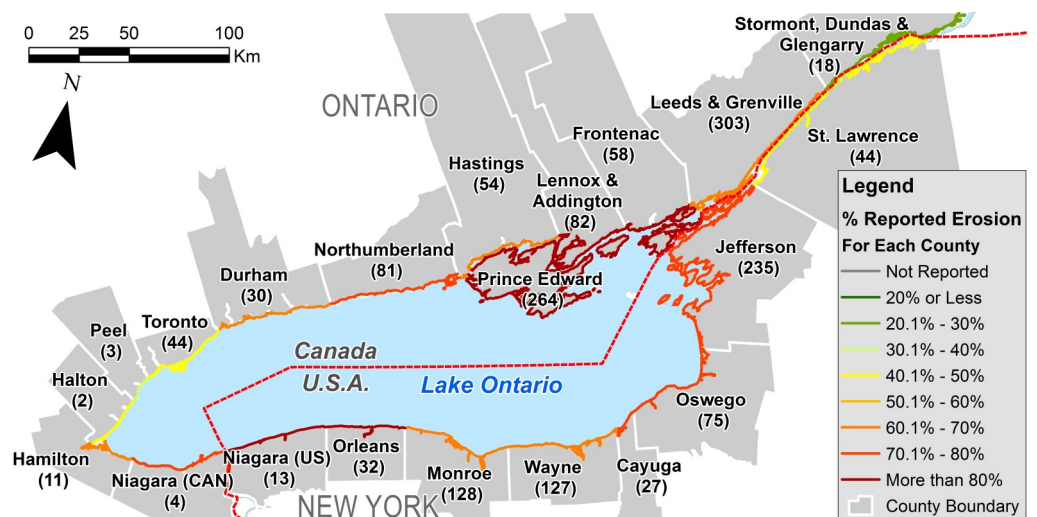 0 25 50 100
Km
N
ONTARIO
Stormont, Dundas &
Glengarry
(18)
Leeds & Grenville
(303)
St. Lawrence
(44)
Frontenac
(58)
Hastings
(54)
Lennox &
Addington
(82)
Northumberland
(81)
Prince Edward
(264)
Jefferson
(235)
Durham
(30)
Toronto
(44)
Peel
(3)
Halton
(2)
Canada
U.S.A.
Lake Ontario
Hamilton
(11)
Niagara (CAN)
(4)
Niagara (US)
(13)
Orleans
(32)
Monroe
(128)
Wayne
(127)
Cayuga
(27)
Oswego
(75)
NEW YORK
Legend
% Reported Erosion
For Each County
Not Reported
20% or Less
20.1% - 30%
30.1% - 40%
40.1% - 50%
50.1% - 60%
60.1% - 70%
70.1% - 80%
More than 80%
County Boundary